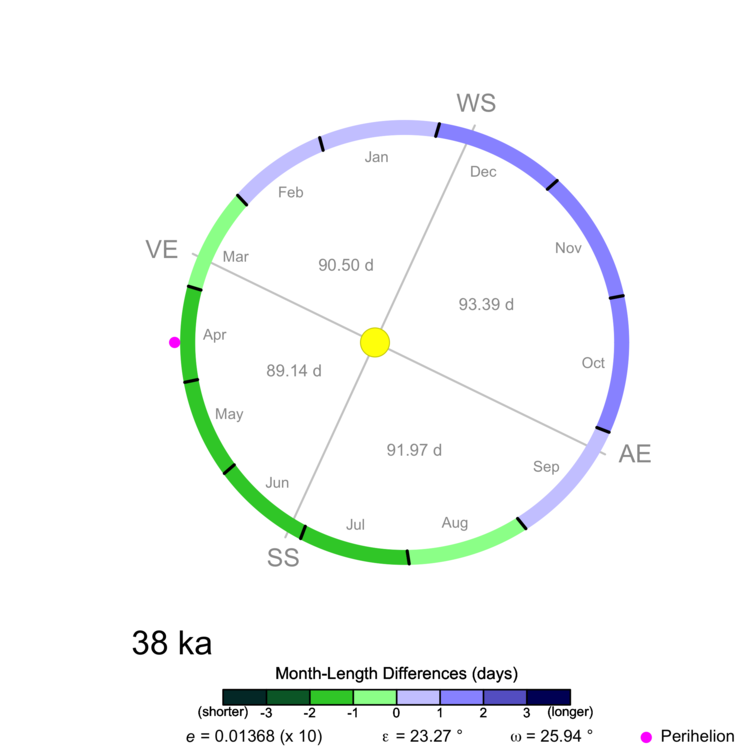 WS
Jan
Dec
Feb
Nov
VE
Mar
90.50 d
93.39 d
Apr
Oct
89.14 d
May
91.97 d
AE
Sep
Jun
Jul
Aug
SS
38 ka
Month-Length Differences (days)
(shorter) -3 -2 -1 0 1 2 3 (longer)
e = 0.01368 (x 10) ε = 23.27 ° ω = 25.94 ° Perihelion